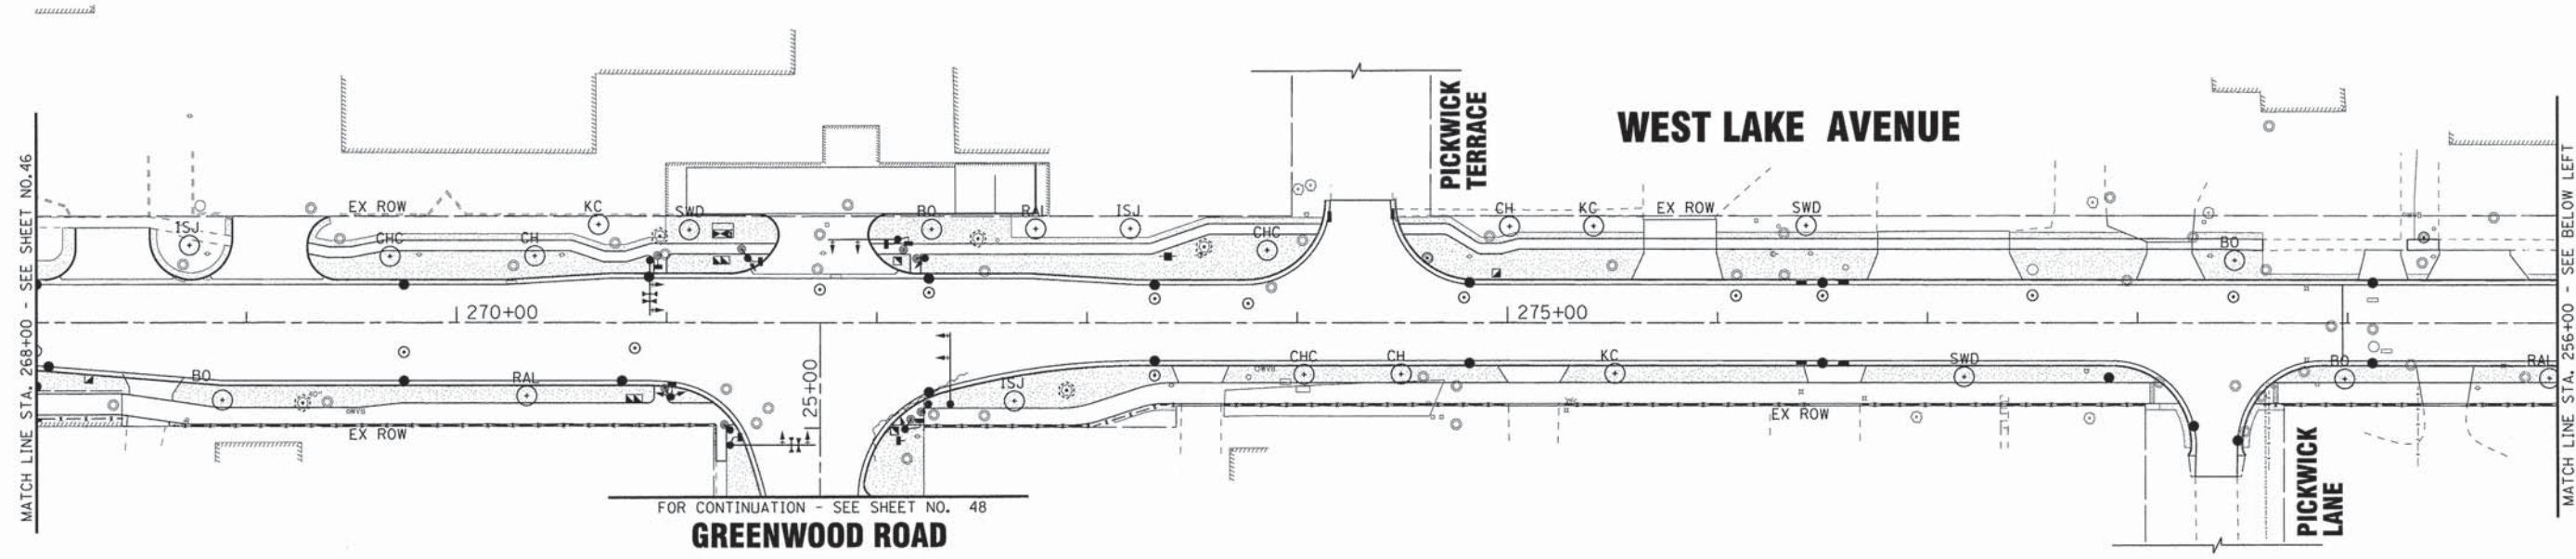 MATCH LINE STA. 268+00 - SEE SHEET NO.46
EX ROW
KC
SWD
BO
RAL
ISJ
CH
KC
EX ROW
SWD
ISJ
CHC
CH
CHC
BO
PICKWICK
TERRACE
WEST LAKE AVENUE
270+00
275+00
BO
RAL
25+00
ISJ
CHC
CH
KC
SWD
BO
RAL
EX ROW
EX ROW
FOR CONTINUATION - SEE SHEET NO. 48
GREENWOOD ROAD
PICKWICK
LANE
MATCH LINE STA. 256+00 - SEE BELOW LEFT